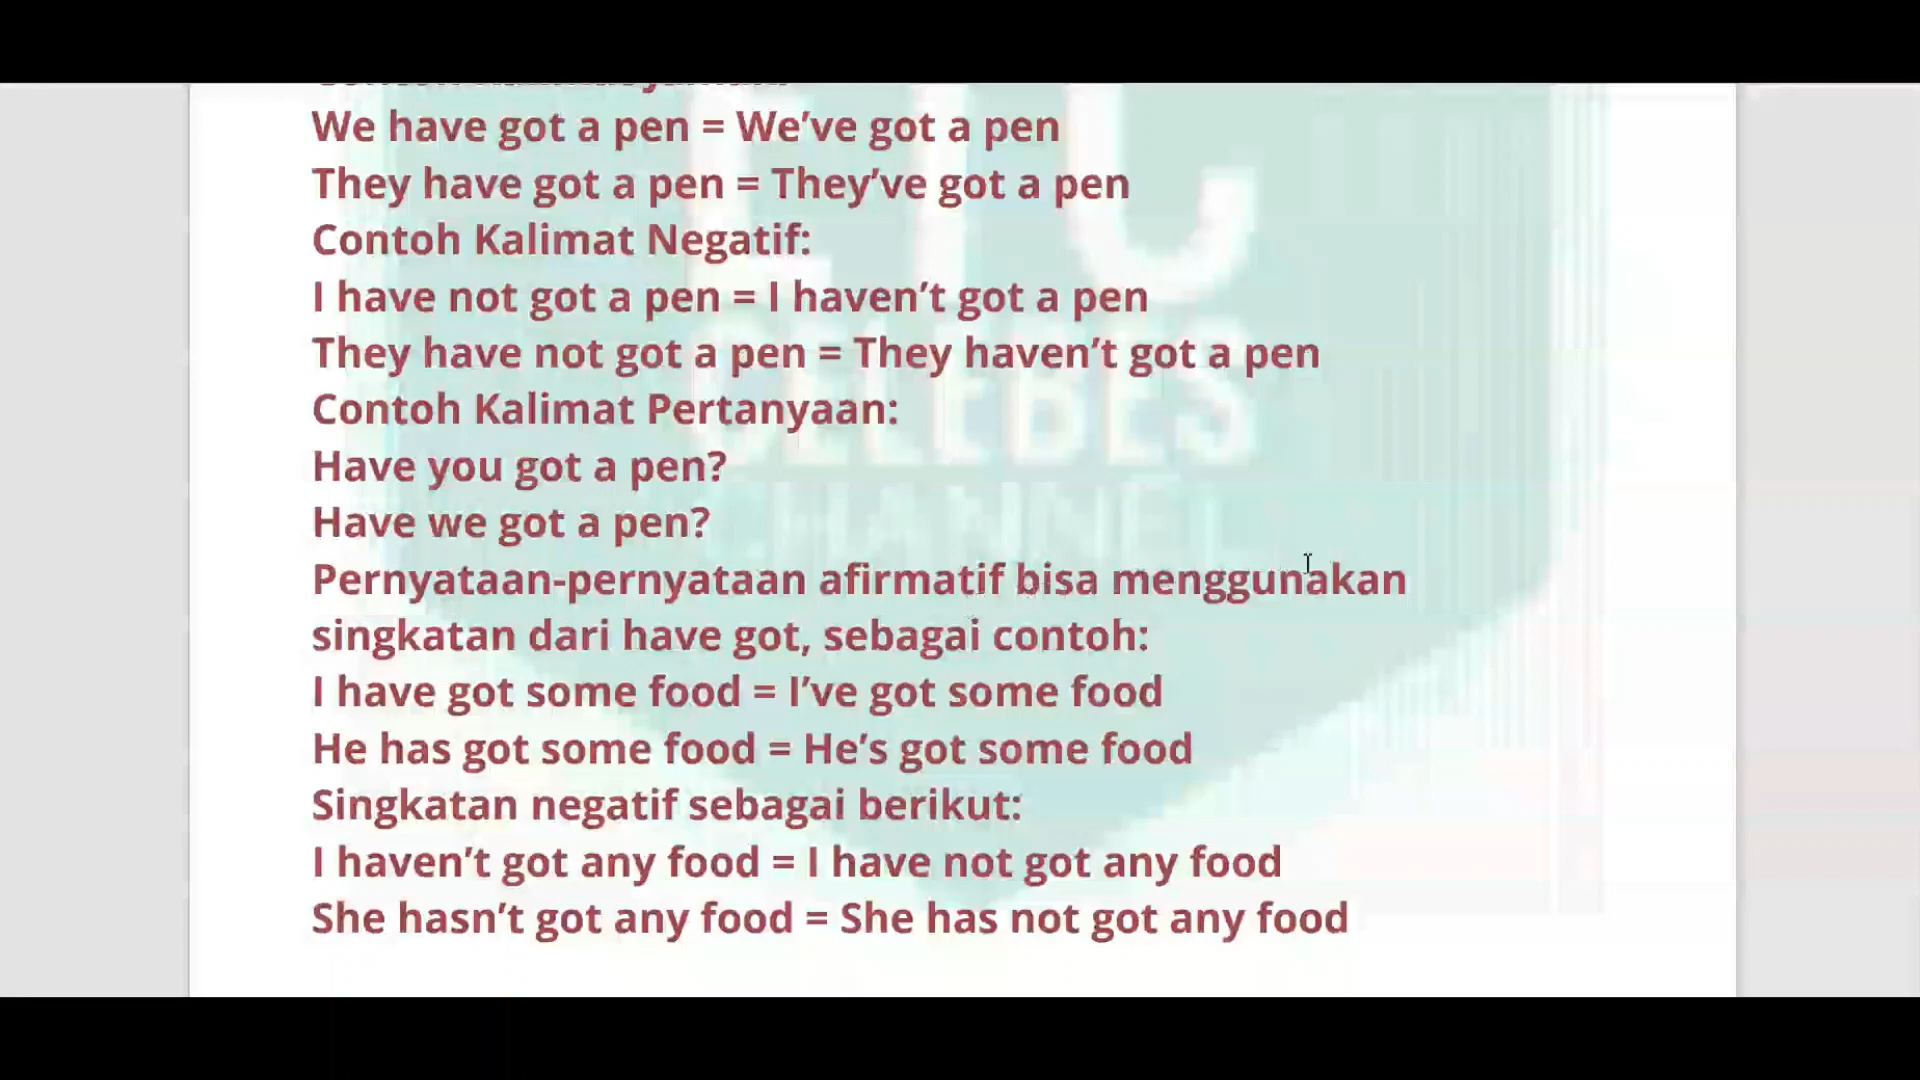 We have got a pen = We've got a pen
They have got a pen = They've got a pen
Contoh Kalimat Negatif:
I have not got a pen = I haven't got a pen
They have not got a pen = They haven't got a pen
Contoh Kalimat Pertanyaan:
Have you got a pen?
Have we got a pen?
Pernyataan-pernyataan afirmatif bisa menggunakan
singkatan dari have got, sebagai contoh:
I have got some food = I've got some food
He has got some food = He's got some food
Singkatan negatif sebagai berikut:
I haven't got any food = I have not got any food
She hasn't got any food = She has not got any food
CELEBES
CHANNEL